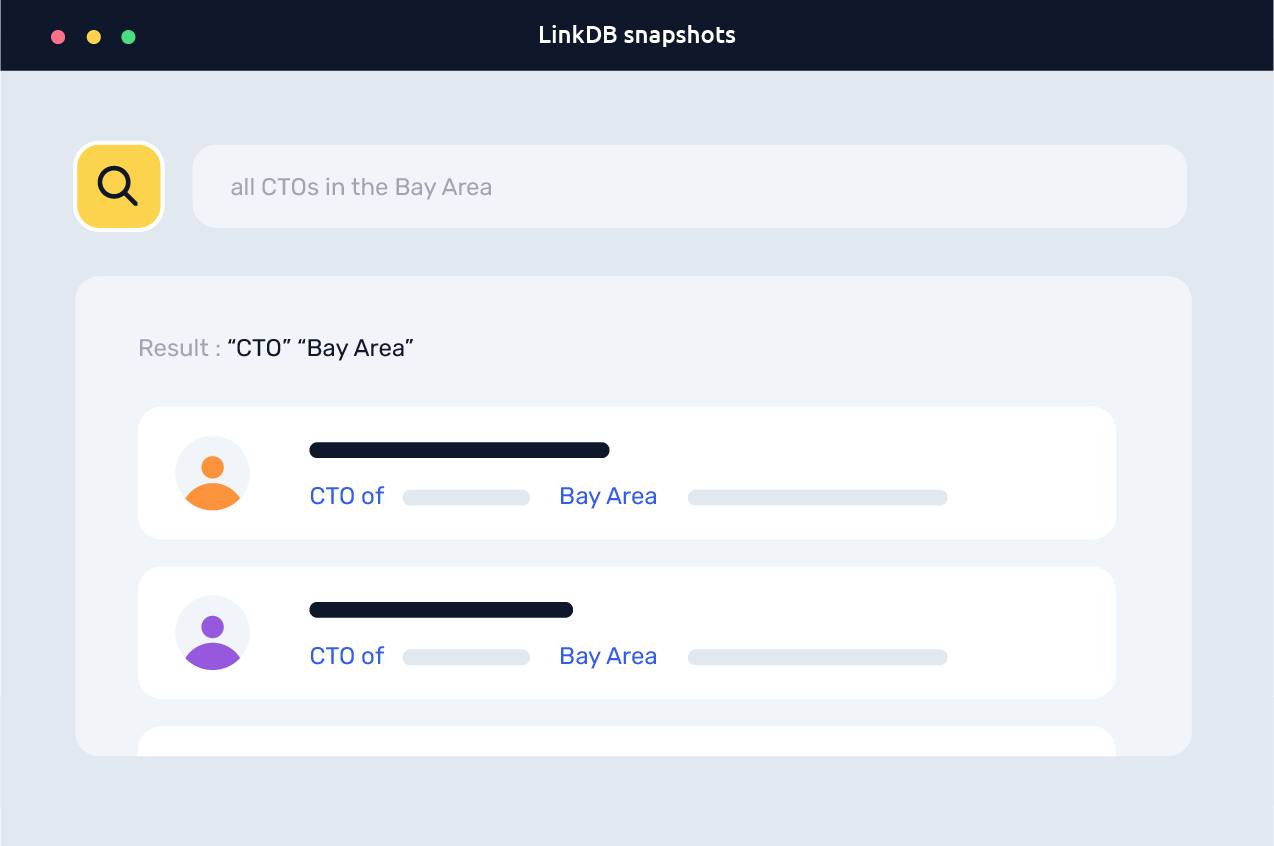 LinkDB snapshots
all CTOs in the Bay Area
Result : “CTO” “Bay Area”
CTO of Bay Area
CTO of Bay Area